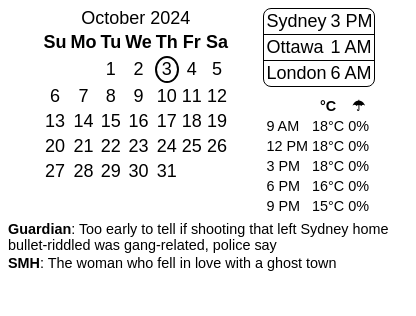 October 2024
Su Mo Tu We Th Fr Sa
1 2 3 4 5
6 7 8 9 10 11 12
13 14 15 16 17 18 19
20 21 22 23 24 25 26
27 28 29 30 31
Sydney 3 PM
Ottawa 1 AM
London 6 AM
°C ☂
9 AM 18°C 0%
12 PM 18°C 0%
3 PM 18°C 0%
6 PM 16°C 0%
9 PM 15°C 0%
Guardian: Too early to tell if shooting that left Sydney home
bullet-riddled was gang-related, police say
SMH: The woman who fell in love with a ghost town